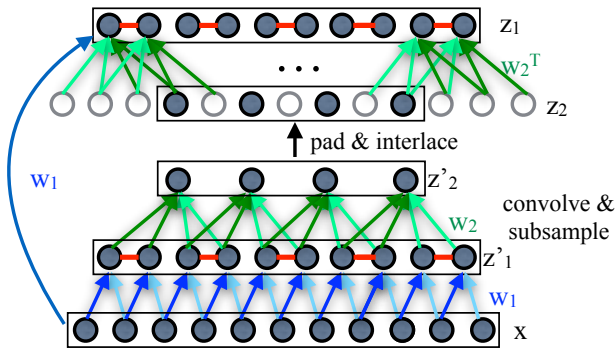 z1
w2T
...
z2
pad & interlace
w1
z'2
convolve &
subsample
w2
z'1
w1
x